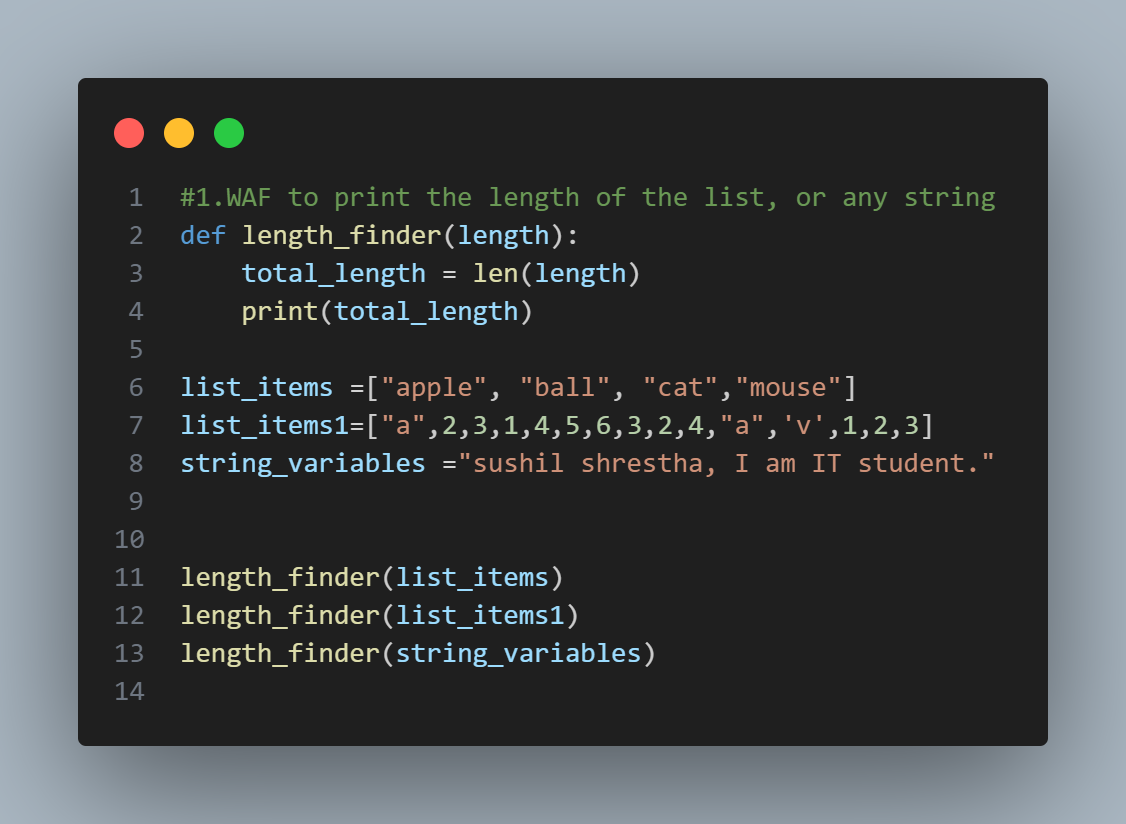 1 #1.WAF to print the length of the list, or any string
2 def length_finder(length):
3     total_length = len(length)
4     print(total_length)
5
6 list_items =["apple", "ball", "cat","mouse"]
7 list_items1=["a",2,3,1,4,5,6,3,2,4,"a",'v',1,2,3]
8 string_variables ="sushil shrestha, I am IT student."
9
10
11 length_finder(list_items)
12 length_finder(list_items1)
13 length_finder(string_variables)
14